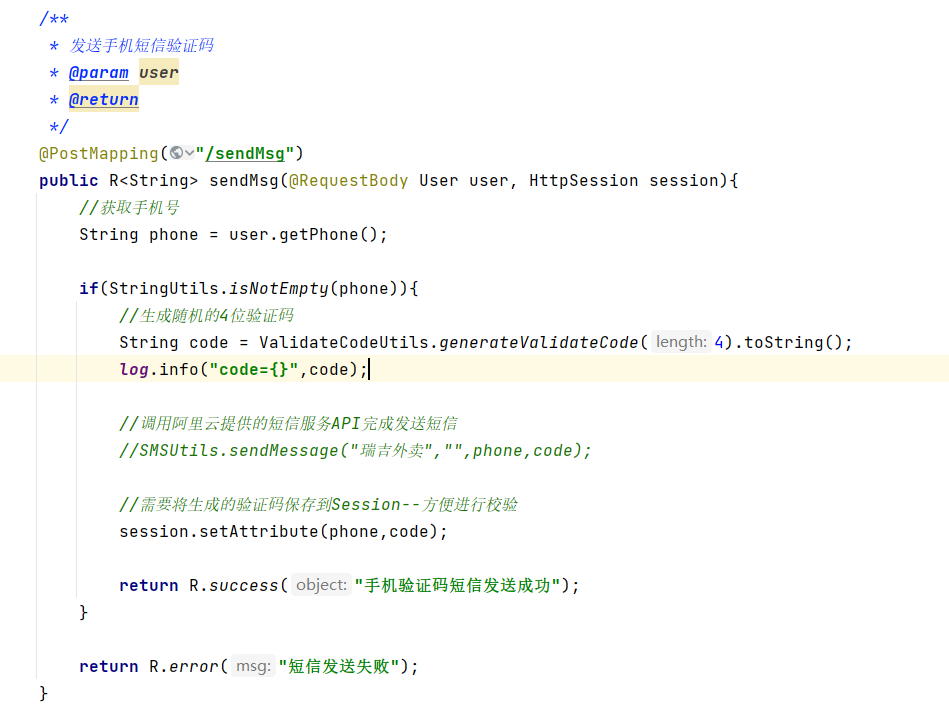 /**
 * 发送手机短信验证码
 * @param user
 * @return
 */
@PostMapping("/sendMsg")
public R<String> sendMsg(@RequestBody User user, HttpSession session){
    //获取手机号
    String phone = user.getPhone();
    if(StringUtils.isNotEmpty(phone)){
        //生成随机的4位验证码
        String code = ValidateCodeUtils.generateValidateCode( length: 4).toString();
        log.info("code={}",code);
        //调用阿里云提供的短信服务API完成发送短信
        //SMSUtils.sendMessage("瑞吉外卖","",phone,code);
        //需要将生成的验证码保存到Session--方便进行校验
        session.setAttribute(phone,code);
        return R.success( object: "手机验证码短信发送成功");
    }
    return R.error( msg: "短信发送失败");
}